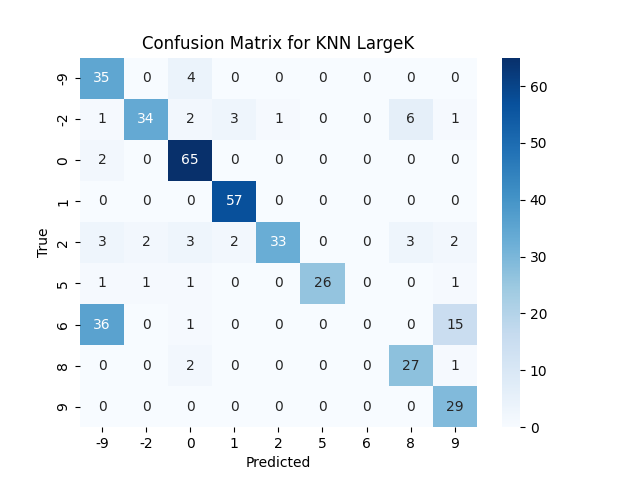 Confusion Matrix for KNN LargeK
True
-9 35 0 4 0 0 0 0 0 0
-2 1 34 2 3 1 0 0 6 1
0 2 0 65 0 0 0 0 0 0
1 0 0 0 57 0 0 0 0 0
2 3 2 3 2 33 0 0 3 2
5 1 1 1 0 0 26 0 0 1
6 36 0 1 0 0 0 0 0 15
8 0 0 2 0 0 0 0 27 1
9 0 0 0 0 0 0 0 0 29
-9 -2 0 1 2 5 6 8 9
Predicted
60
50
40
30
20
10
0